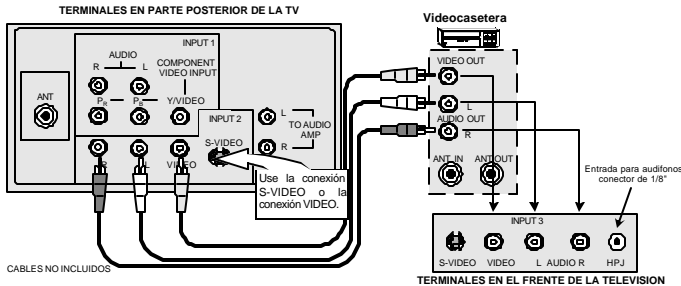 TERMINALES EN PARTE POSTERIOR DE LA TV
INPUT 1
AUDIO
R L
COMPONENT
VIDEO INPUT
ANT
PR PB Y/VIDEO
INPUT 2
S-VIDEO
L
TO AUDIO
AMP
R
R L VIDEO
Use la conexión
S-VIDEO o la
conexión VIDEO.
CABLES NO INCLUIDOS
Videocasetera
VIDEO OUT
L
AUDIO OUT
R
ANT IN ANT OUT
Entrada para audifonos
conector de 1/8"
INPUT 3
S-VIDEO VIDEO L AUDIO R HPJ
TERMINALES EN EL FRENTE DE LA TELEVISION